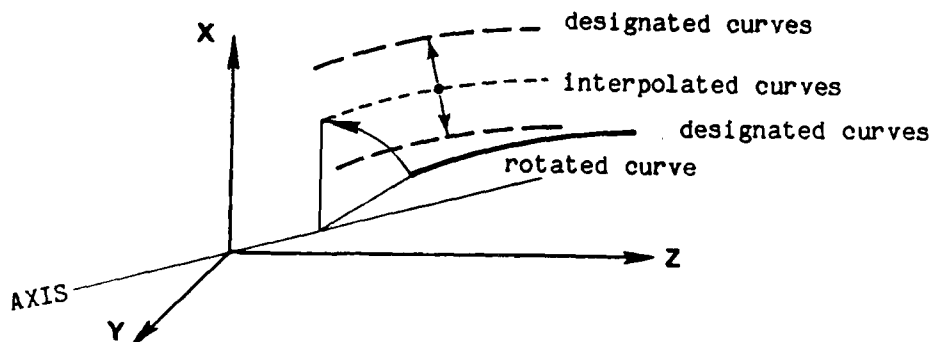 designated curves
X
interpolated curves
designated curves
rotated curve
Z
AXIS
Y